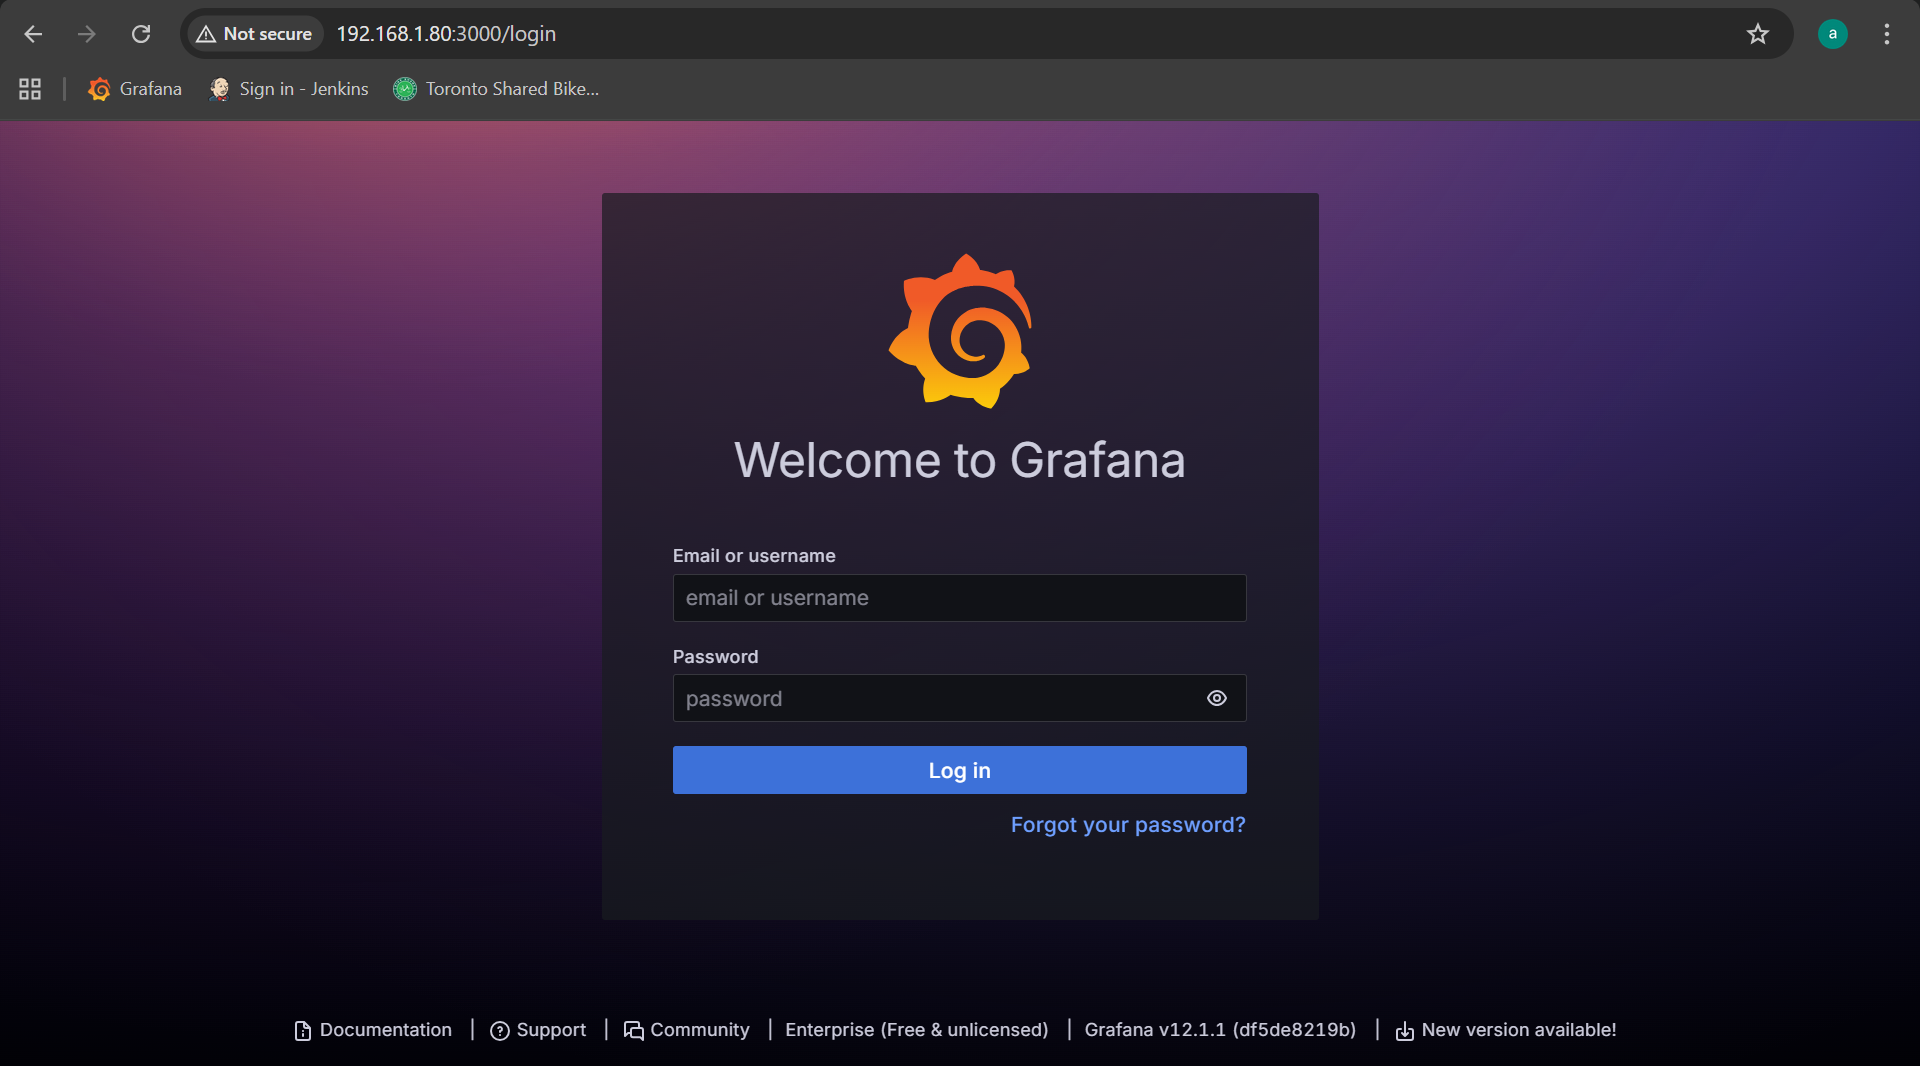 Not secure 192.168.1.80:3000/login a
Grafana Sign in - Jenkins Toronto Shared Bike...
Welcome to Grafana
Email or username
email or username
Password
password
Log in
Forgot your password?
Documentation | Support | Community | Enterprise (Free & unlicensed) | Grafana v12.1.1 (df5de8219b) | New version available!